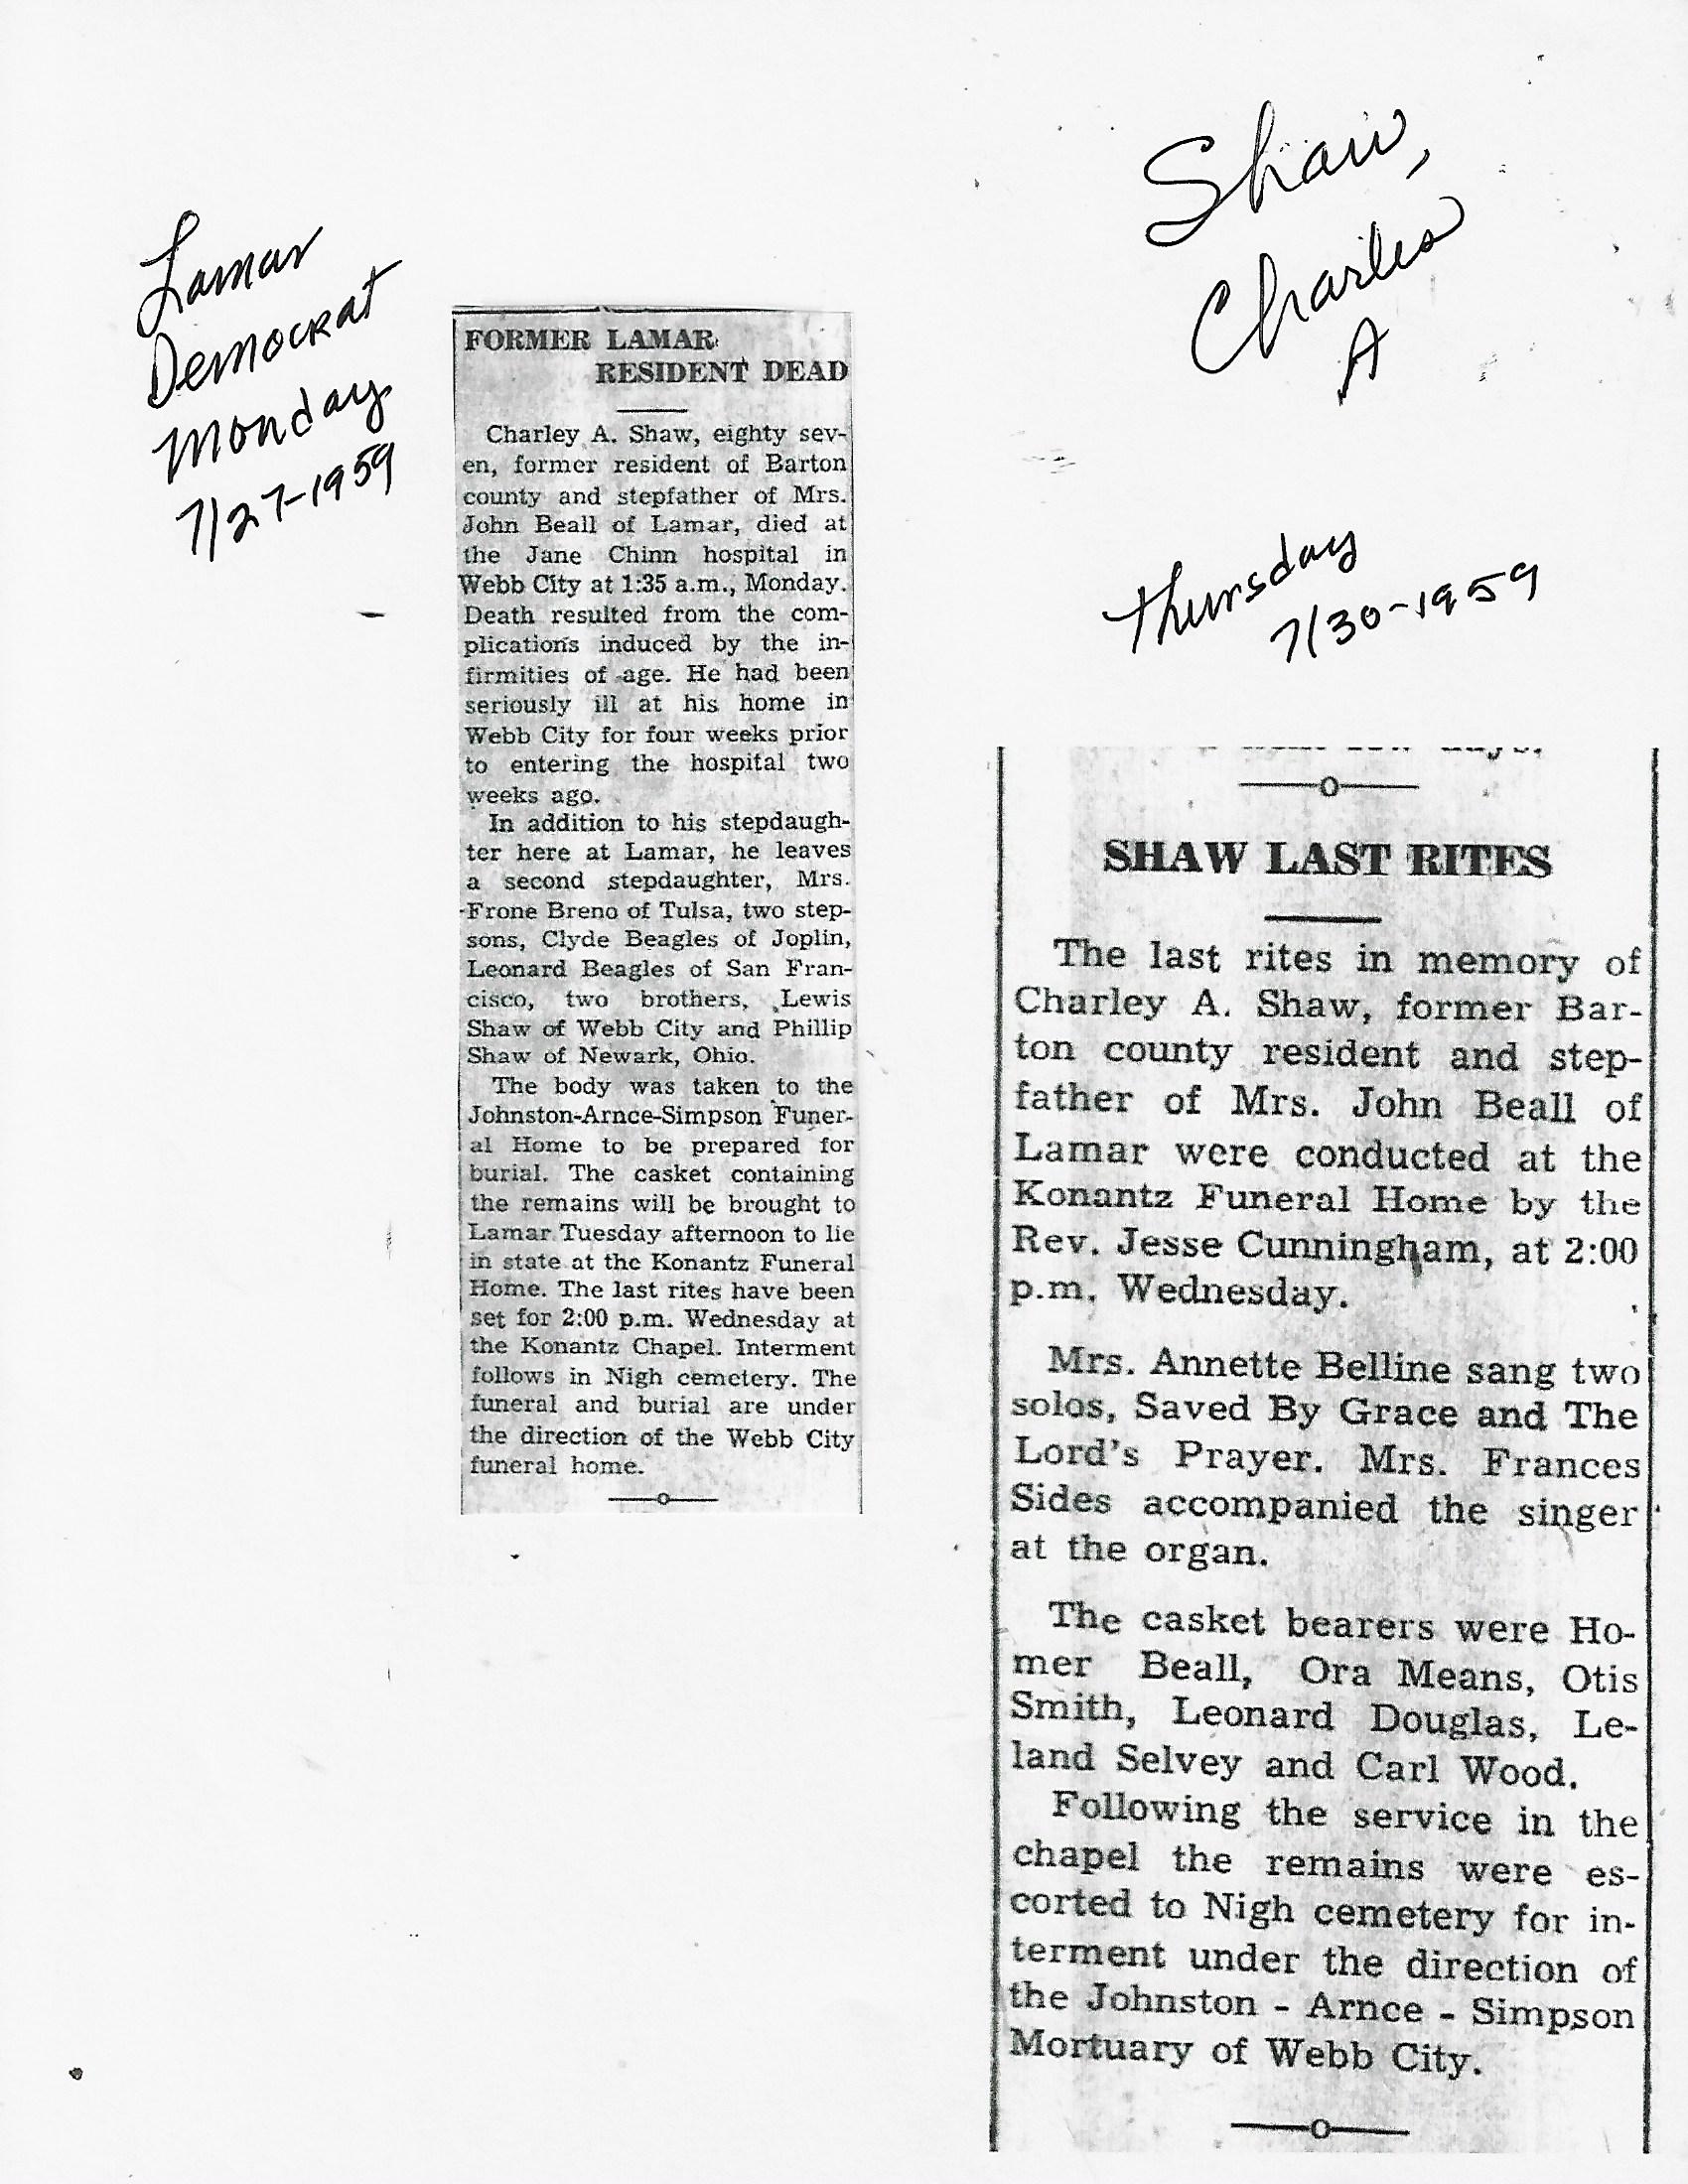 Lamar
Democrat
Monday
7/27-1959
FORMER LAMAR
RESIDENT DEAD
Charley A. Shaw, eighty sev-
en, former resident of Barton
county and stepfather of Mrs.
John Beall of Lamar, died at
the Jane Chinn hospital in
Webb City at 1:35 a.m., Monday.
Death resulted from the com-
plications induced by the in-
firmities of age. He had been
seriously ill at his home in
Webb City for four weeks prior
to entering the hospital two
weeks ago.
In addition to his stepdaugh-
ter here at Lamar, he leaves
a second stepdaughter, Mrs.
Frone Breno of Tulsa, two step-
sons, Clyde Beagles of Joplin,
Leonard Beagles of San Fran-
cisco, two brothers, Lewis
Shaw of Webb City and Phillip
Shaw of Newark, Ohio.
The body was taken to the
Johnston-Arnce-Simpson Funer-
al Home to be prepared for
burial. The casket containing
the remains will be brought to
Lamar Tuesday afternoon to lie
in state at the Konantz Funeral
Home. The last rites have been
set for 2:00 p.m. Wednesday at
the Konantz Chapel. Interment
follows in Nigh cemetery. The
funeral and burial are under
the direction of the Webb City
funeral home.
Shaw,
Charles
A
Thursday
7/30-1959
SHAW LAST RITES
The last rites in memory of
Charley A. Shaw, former Bar-
ton county resident and step-
father of Mrs. John Beall of
Lamar were conducted at the
Konantz Funeral Home by the
Rev. Jesse Cunningham, at 2:00
p.m. Wednesday.
Mrs. Annette Belline sang two
solos, Saved By Grace and The
Lord's Prayer. Mrs. Frances
Sides accompanied the singer
at the organ.
The casket bearers were Ho-
mer Beall, Ora Means, Otis
Smith, Leonard Douglas, Le-
land Selvey and Carl Wood.
Following the service in the
chapel the remains were es-
corted to Nigh cemetery for in-
terment under the direction of
the Johnston - Arnce - Simpson
Mortuary of Webb City.